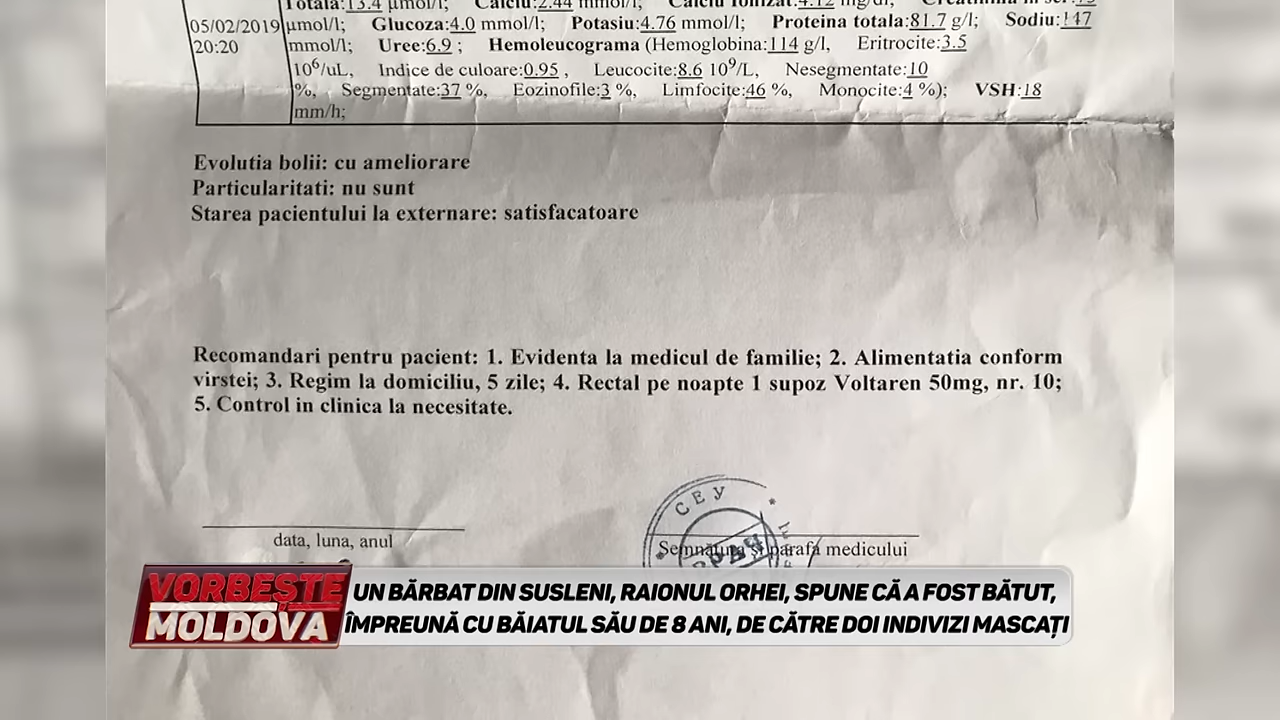 Totala:13.4 µmol/l; Calciu:2.44 mmol/l; Calciu Ionizat:4.12 mg/dl; Creatinina in ser:
05/02/2019 µmol/l; Glucoza:4.0 mmol/l; Potasiu:4.76 mmol/l; Proteina totala:81.7 g/l; Sodiu:147
20:20 mmol/l; Uree:6.9 ; Hemoleucograma (Hemoglobina:114 g/l, Eritrocite:3.5
10⁶/uL, Indice de culoare:0.95 , Leucocite:8.6 10⁹/L, Nesegmentate:10
%, Segmentate:37 %, Eozinofile:3 %, Limfocite:46 %, Monocite:4 %); VSH:18
mm/h;
Evolutia bolii: cu ameliorare
Particularitati: nu sunt
Starea pacientului la externare: satisfacatoare
Recomandari pentru pacient: 1. Evidenta la medicul de familie; 2. Alimentatia conform
virstei; 3. Regim la domiciliu, 5 zile; 4. Rectal pe noapte 1 supoz Voltaren 50mg, nr. 10;
5. Control in clinica la necesitate.
data, luna, anul
Semnătura și parafa medicului
VORBEȘTE
MOLDOVA
UN BĂRBAT DIN SUSLENI, RAIONUL ORHEI, SPUNE CĂ A FOST BĂTUT,
ÎMPREUNĂ CU BĂIATUL SĂU DE 8 ANI, DE CĂTRE DOI INDIVIZI MASCAȚI